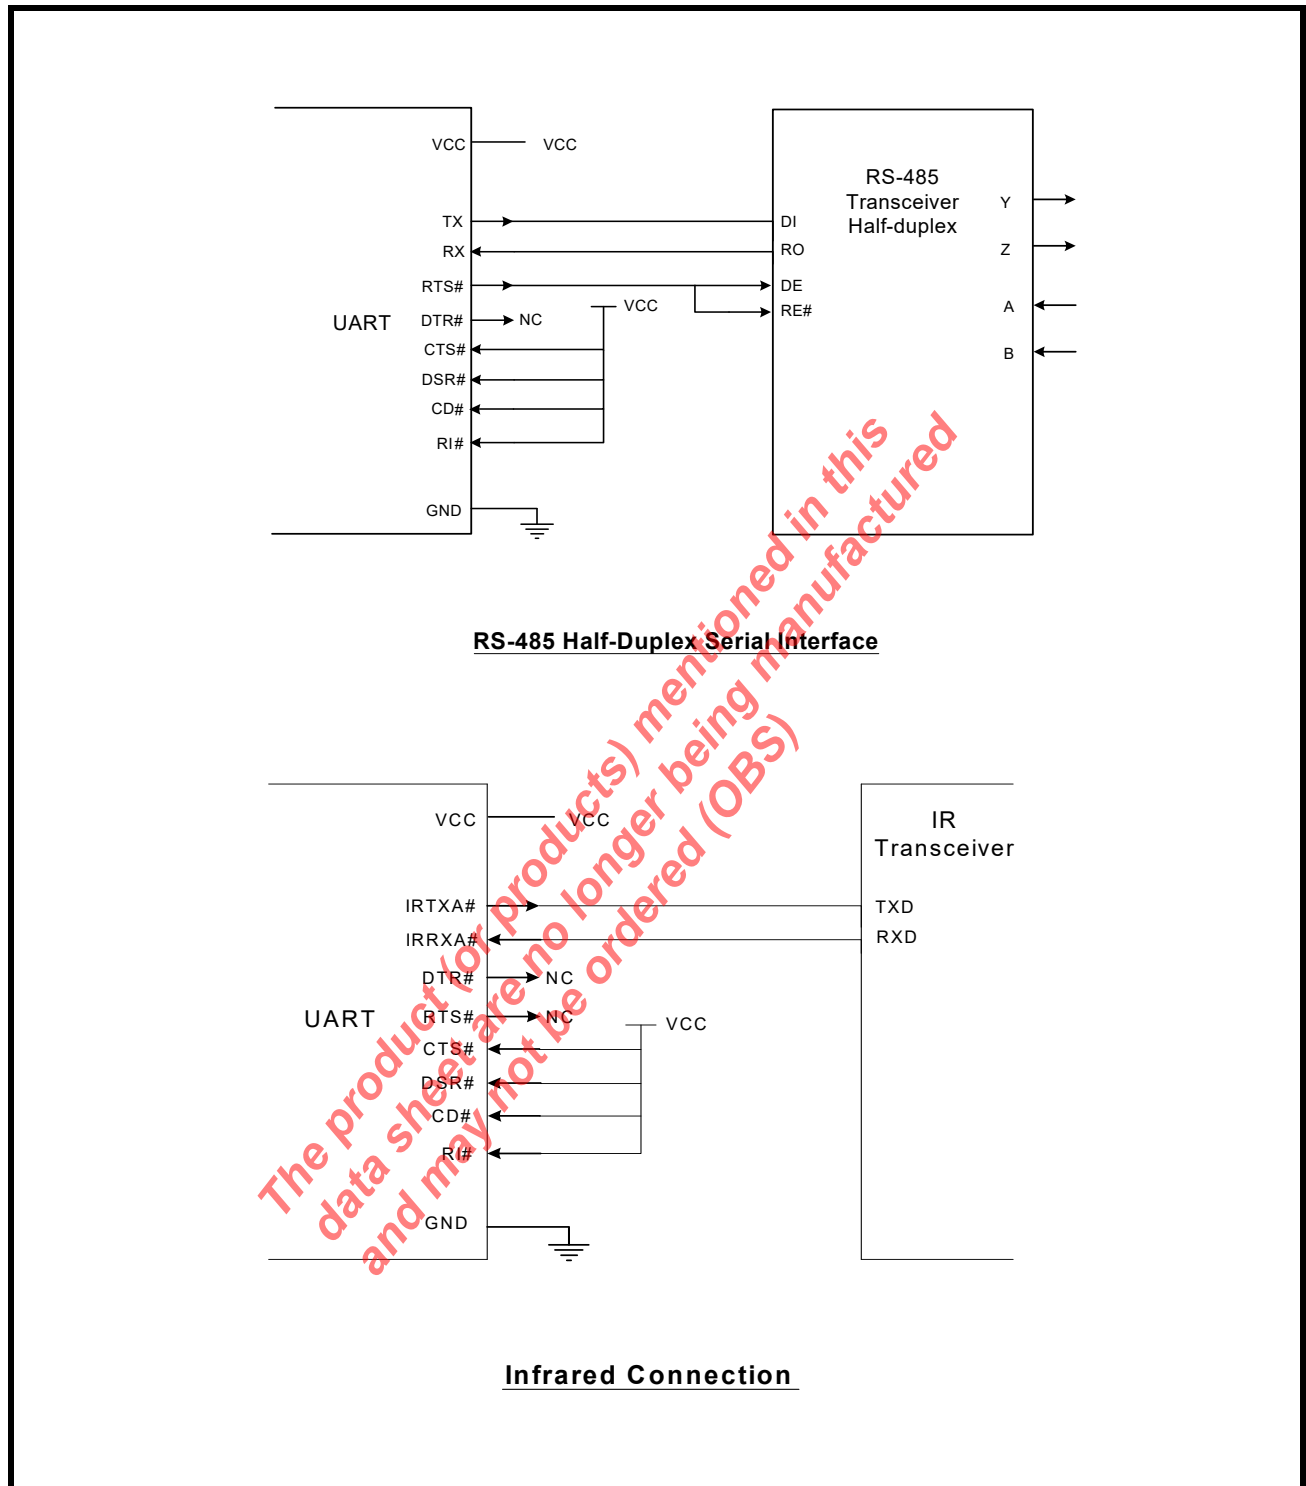 VCC
VCC
TX
RX
RTS#
DTR#
NC
CTS#
DSR#
CD#
RI#
GND
UART
VCC
RS-485
Transceiver
Half-duplex
DI
RO
DE
RE#
Y
Z
A
B
RS-485 Half-Duplex Serial Interface
VCC
VCC
IRTXA#
IRRXA#
DTR#
NC
RTS#
NC
CTS#
DSR#
CD#
RI#
GND
UART
VCC
IR
Transceiver
TXD
RXD
Infrared Connection
The product (or products) mentioned in this
data sheet are no longer being manufactured
and may not be ordered (OBS)